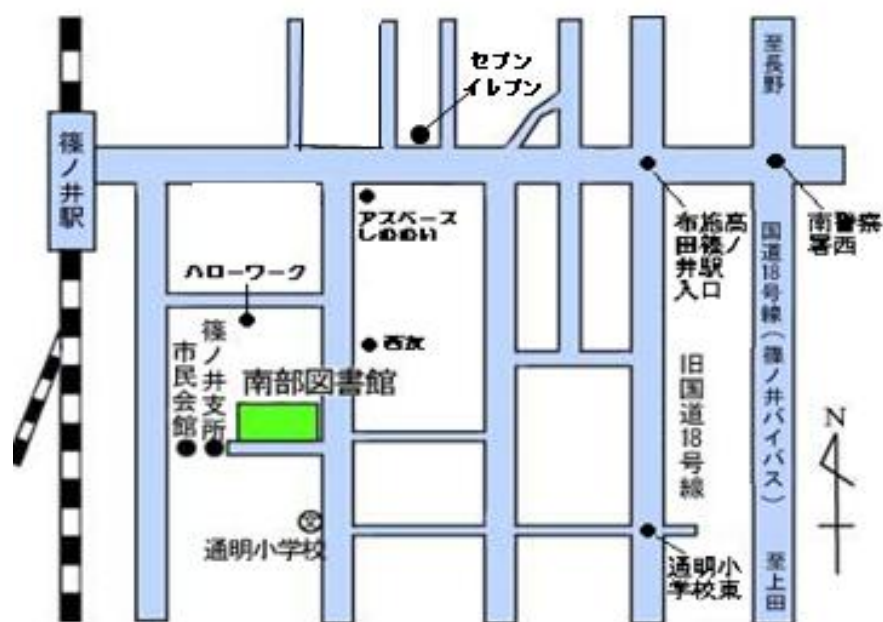 セブン
イレブン
至長野
篠ノ井駅
アスペース
しののい
布施高
田篠ノ
井駅
入口
南警察
署西
国道18号線(篠ノ井バイパス)
ハローワーク
西友
市民会館
篠ノ井支所
南部図書館
旧国道18号線
N
文
通明小学校
通明小
学校東
至上田